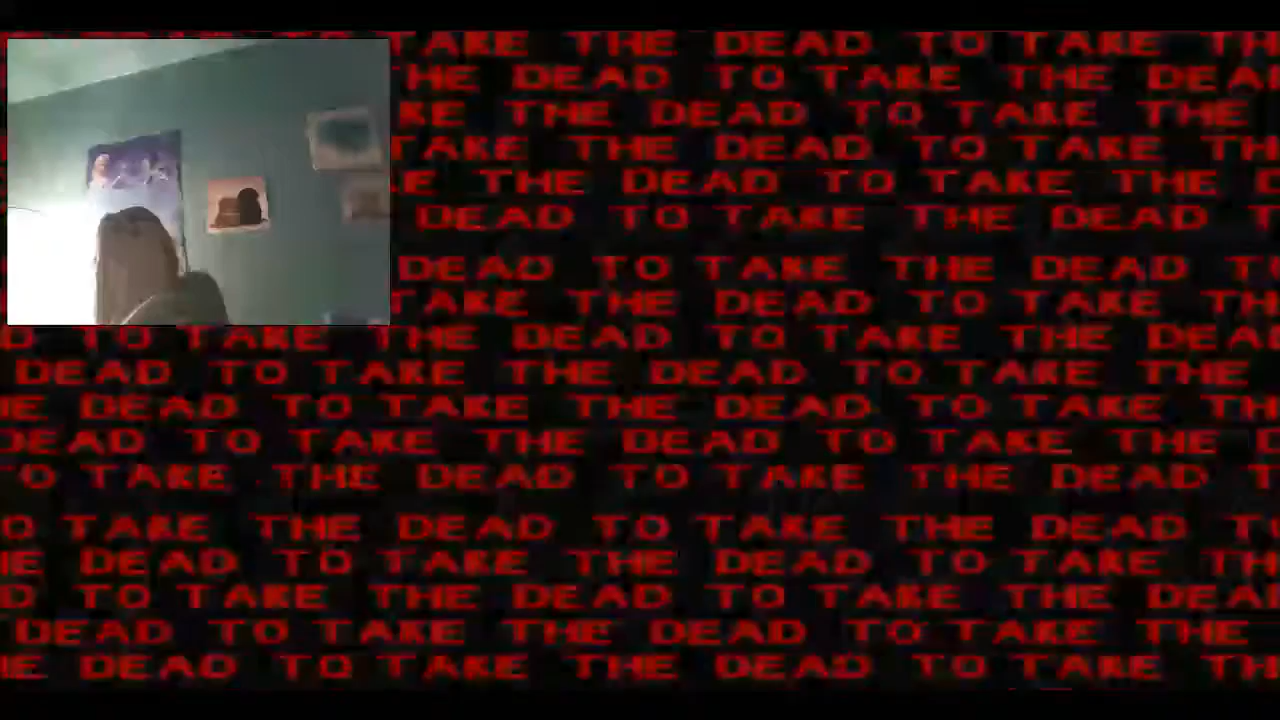 TAKE THE DEAD TO TAKE TH
THE DEAD TO TAKE THE DEA
KE THE DEAD TO TAKE THE
TAKE THE DEAD TO TAKE TH
KE THE DEAD TO TAKE THE D
DEAD TO TAKE THE DEAD T
DEAD TO TAKE THE DEAD TO
TAKE THE DEAD TO TAKE TH
D TO TAKE THE DEAD TO TAKE THE DEAD
DEAD TO TAKE THE DEAD TO TAKE THE
HE DEAD TO TAKE THE DEAD TO TAKE TH
DEAD TO TAKE THE DEAD TO TAKE THE D
TO TAKE THE DEAD TO TAKE THE DEAD T
O TAKE THE DEAD TO TAKE THE DEAD TO
HE DEAD TO TAKE THE DEAD TO TAKE TH
D TO TAKE THE DEAD TO TAKE THE DEA
DEAD TO TAKE THE DEAD TO TAKE THE
HE DEAD TO TAKE THE DEAD TO TAKE TH